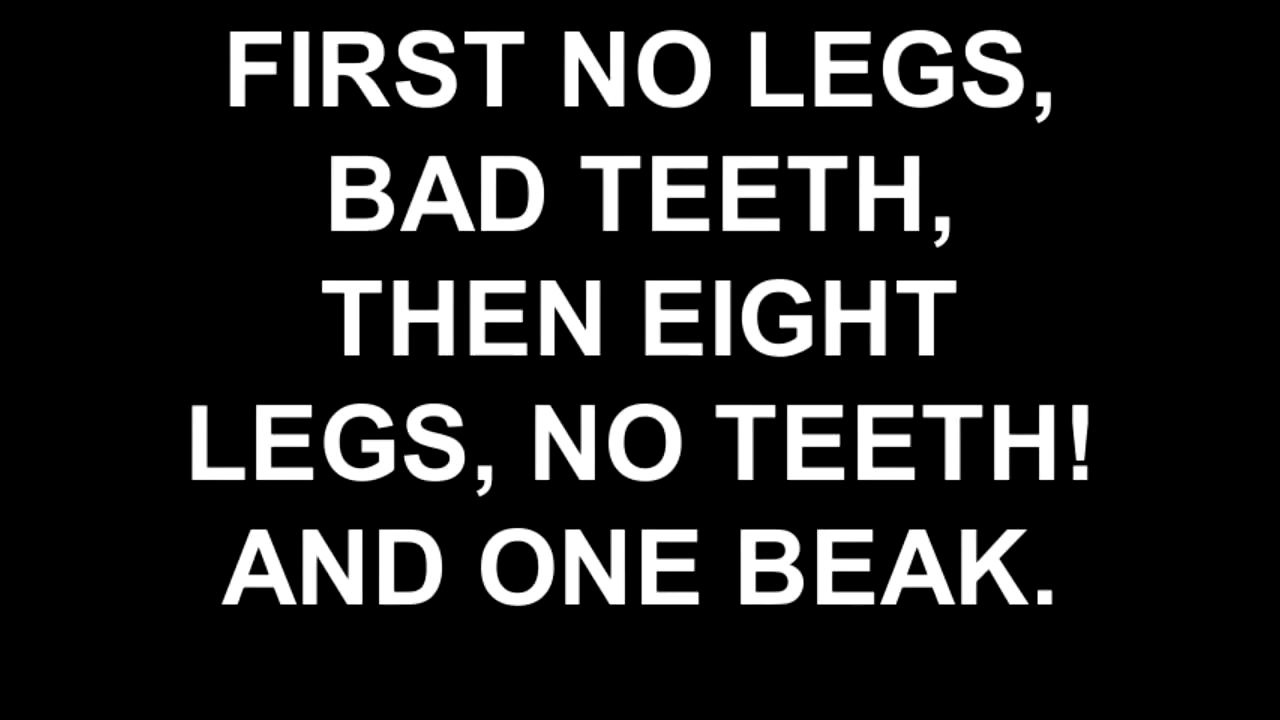 FIRST NO LEGS,
BAD TEETH,
THEN EIGHT
LEGS, NO TEETH!
AND ONE BEAK.